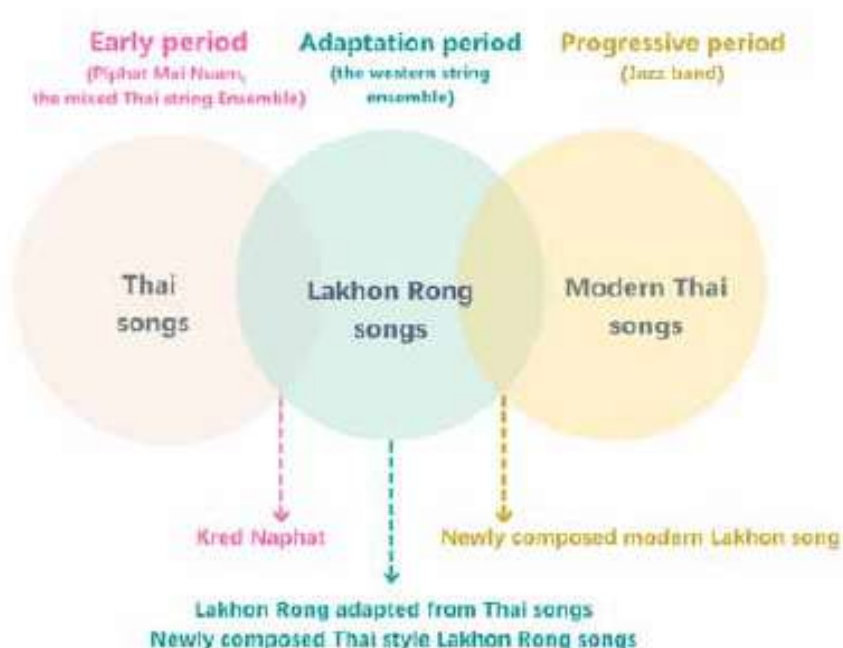 Early period
(Piphat Mai Nuam,
the mixed Thai string Ensemble)
Adaptation period
(the western string
ensemble)
Progressive period
(Jazz band)
Thai
songs
Lakhon Rong
songs
Modern Thai
songs
Kred Naphat
Newly composed modern Lakhon song
Lakhon Rong adapted from Thai songs
Newly composed Thai style Lakhon Rong songs